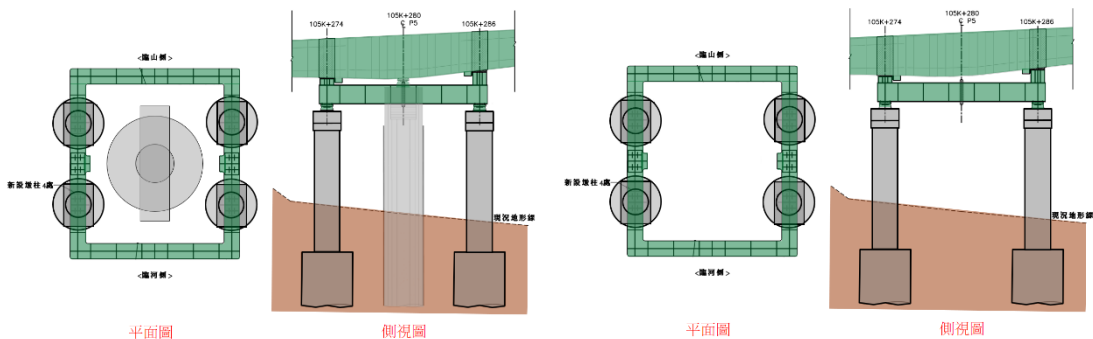 <臨山側>
新設墩柱4處
<臨河側>
平面圖
105K+274
105K+280
℄ P5
105K+286
現況地形線
側視圖
<臨山側>
新設墩柱4處
<臨河側>
平面圖
105K+274
105K+280
℄ P5
105K+286
現況地形線
側視圖